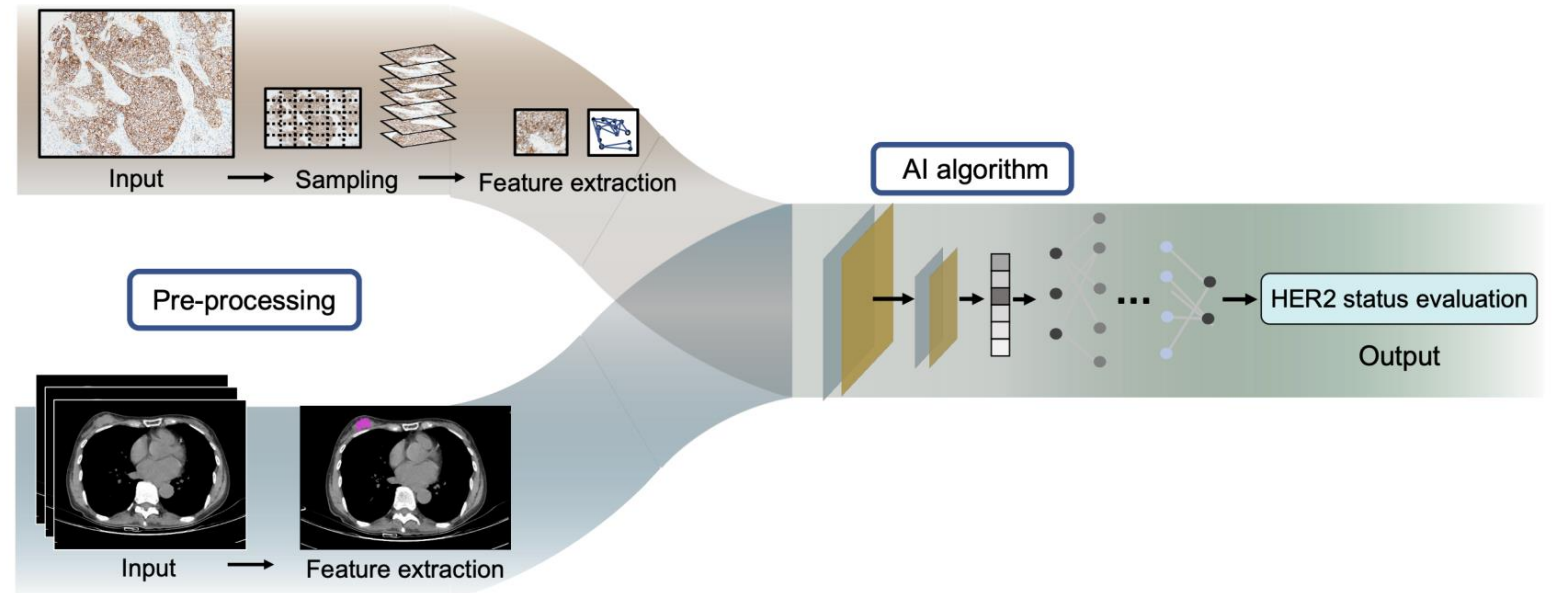 Input
Sampling
Feature extraction
Pre-processing
Input
Feature extraction
AI algorithm
...
HER2 status evaluation
Output